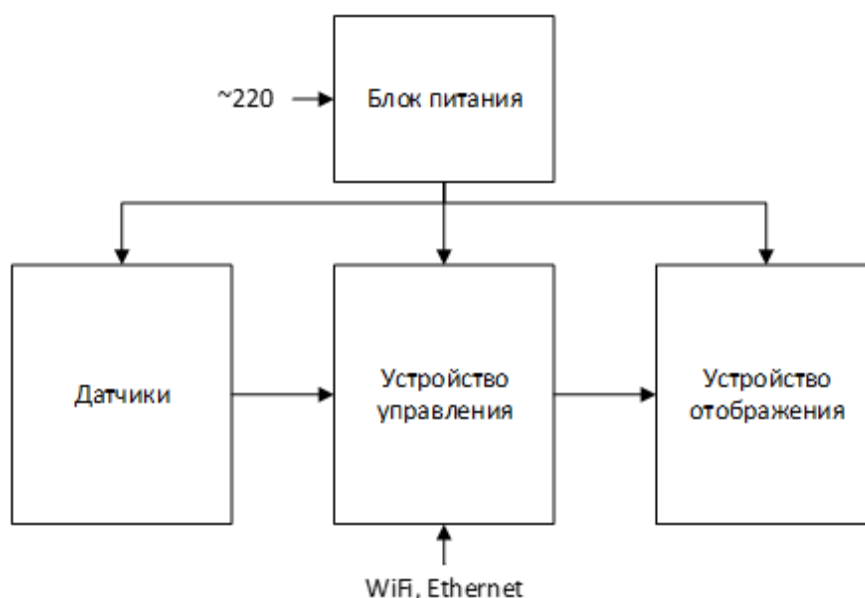 ~220
Блок питания
Датчики
Устройство
управления
Устройство
отображения
WiFi, Ethernet